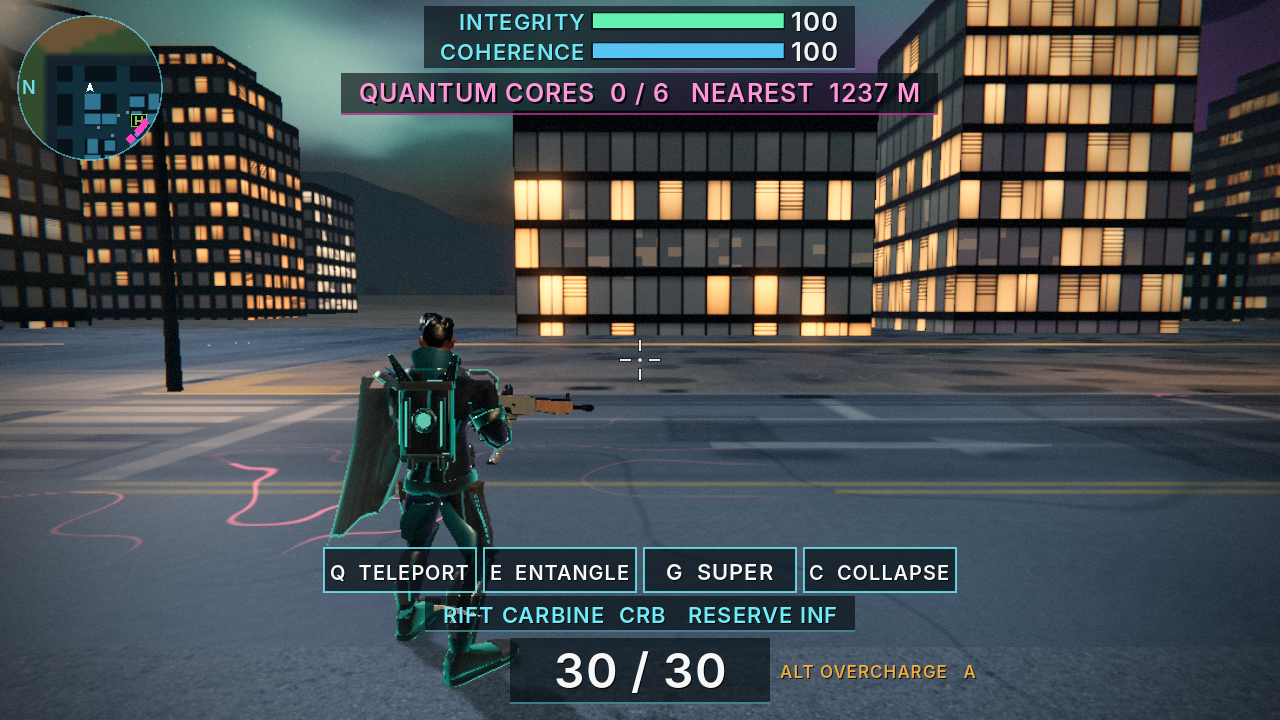 INTEGRITY 100
COHERENCE 100
QUANTUM CORES 0 / 6 NEAREST 1237 M
N
H
Q TELEPORT E ENTANGLE G SUPER C COLLAPSE
RIFT CARBINE CRB RESERVE INF
30 / 30 ALT OVERCHARGE A